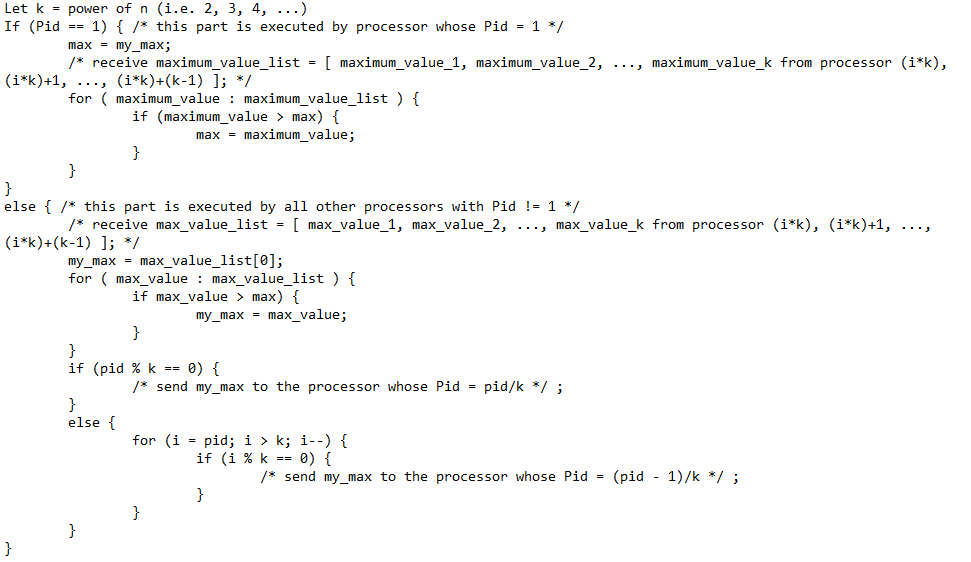 Let k = power of n (i.e. 2, 3, 4, ...)
If (Pid == 1) { /* this part is executed by processor whose Pid = 1 */
        max = my_max;
        /* receive maximum_value_list = [ maximum_value_1, maximum_value_2, ..., maximum_value_k from processor (i*k),
(i*k)+1, ..., (i*k)+(k-1) ]; */
        for ( maximum_value : maximum_value_list ) {
                if (maximum_value > max) {
                        max = maximum_value;
                }
        }
}
else { /* this part is executed by all other processors with Pid != 1 */
        /* receive max_value_list = [ max_value_1, max_value_2, ..., max_value_k from processor (i*k), (i*k)+1, ...,
(i*k)+(k-1) ]; */
        my_max = max_value_list[0];
        for ( max_value : max_value_list ) {
                if max_value > max) {
                        my_max = max_value;
                }
        }
        if (pid % k == 0) {
                /* send my_max to the processor whose Pid = pid/k */ ;
        }
        else {
                for (i = pid; i > k; i--) {
                        if (i % k == 0) {
                                /* send my_max to the processor whose Pid = (pid - 1)/k */ ;
                        }
                }
        }
}